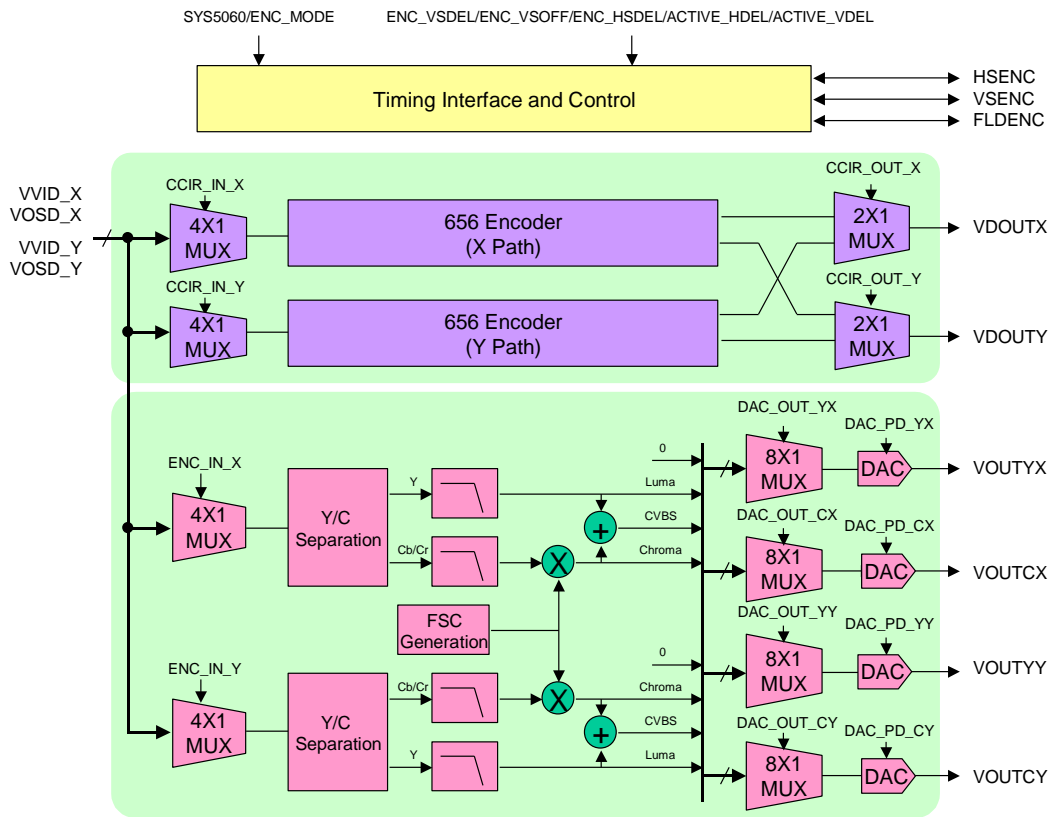 SYS5060/ENC_MODE
ENC_VSDEL/ENC_VSOFF/ENC_HSDEL/ACTIVE_HDEL/ACTIVE_VDEL
Timing Interface and Control
HSENC
VSENC
FLDENC
VVID_X
VOSD_X
VVID_Y
VOSD_Y
CCIR_IN_X
4X1
MUX
656 Encoder
(X Path)
CCIR_OUT_X
2X1
MUX
VDOUTX
CCIR_IN_Y
4X1
MUX
656 Encoder
(Y Path)
CCIR_OUT_Y
2X1
MUX
VDOUTY
ENC_IN_X
4X1
MUX
Y/C
Separation
Y
Cb/Cr
X
+
0
Luma
CVBS
Chroma
DAC_OUT_YX
8X1
MUX
DAC_PD_YX
DAC
VOUTYX
DAC_OUT_CX
8X1
MUX
DAC_PD_CX
DAC
VOUTCX
FSC
Generation
ENC_IN_Y
4X1
MUX
Y/C
Separation
Cb/Cr
Y
X
+
0
Chroma
CVBS
Luma
DAC_OUT_YY
8X1
MUX
DAC_PD_YY
DAC
VOUTYY
DAC_OUT_CY
8X1
MUX
DAC_PD_CY
DAC
VOUTCY